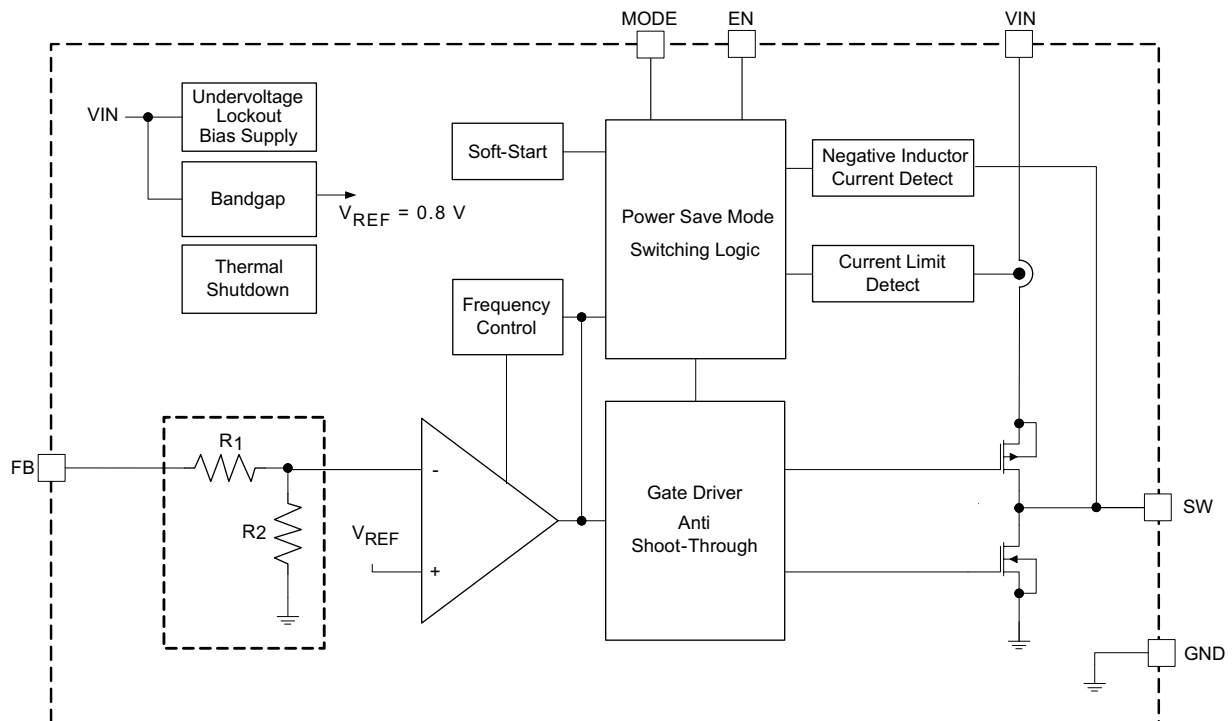 MODE
EN
VIN
VIN
Undervoltage
Lockout
Bias Supply
Soft-Start
Negative Inductor
Current Detect
Bandgap
VREF = 0.8 V
Power Save Mode
Switching Logic
Thermal
Shutdown
Current Limit
Detect
Frequency
Control
FB
R1
R2
-
VREF
+
Gate Driver
Anti
Shoot-Through
SW
GND